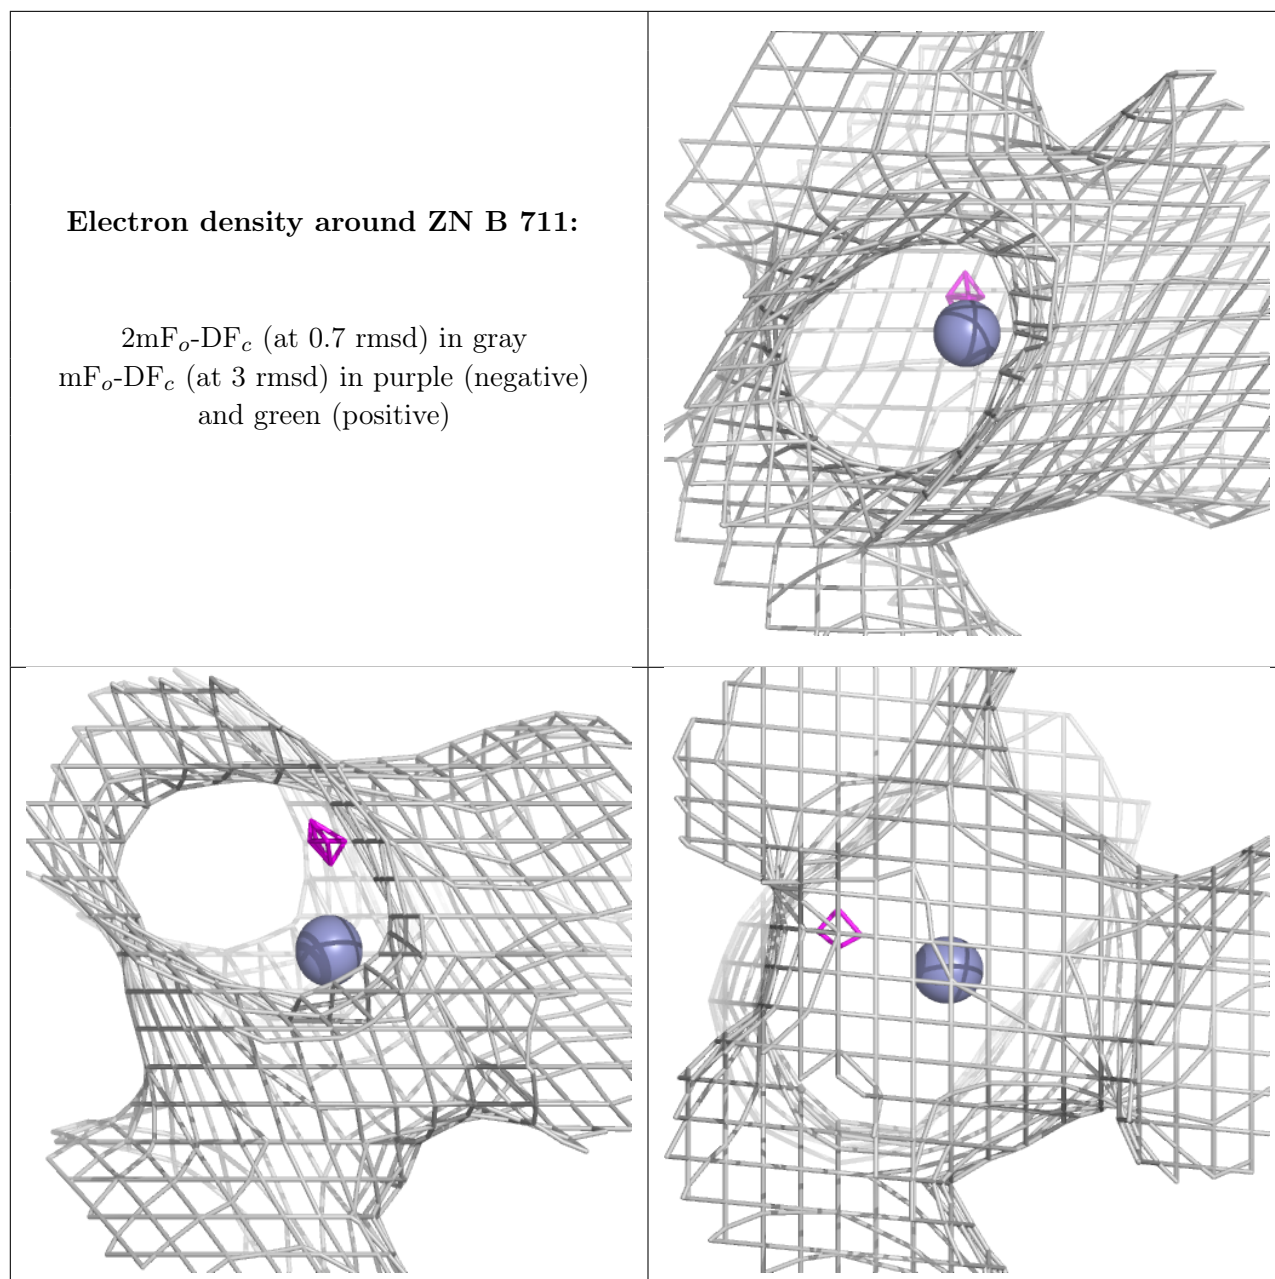 Electron density around ZN B 711:
2mFo-DFc (at 0.7 rmsd) in gray
mFo-DFc (at 3 rmsd) in purple (negative)
and green (positive)